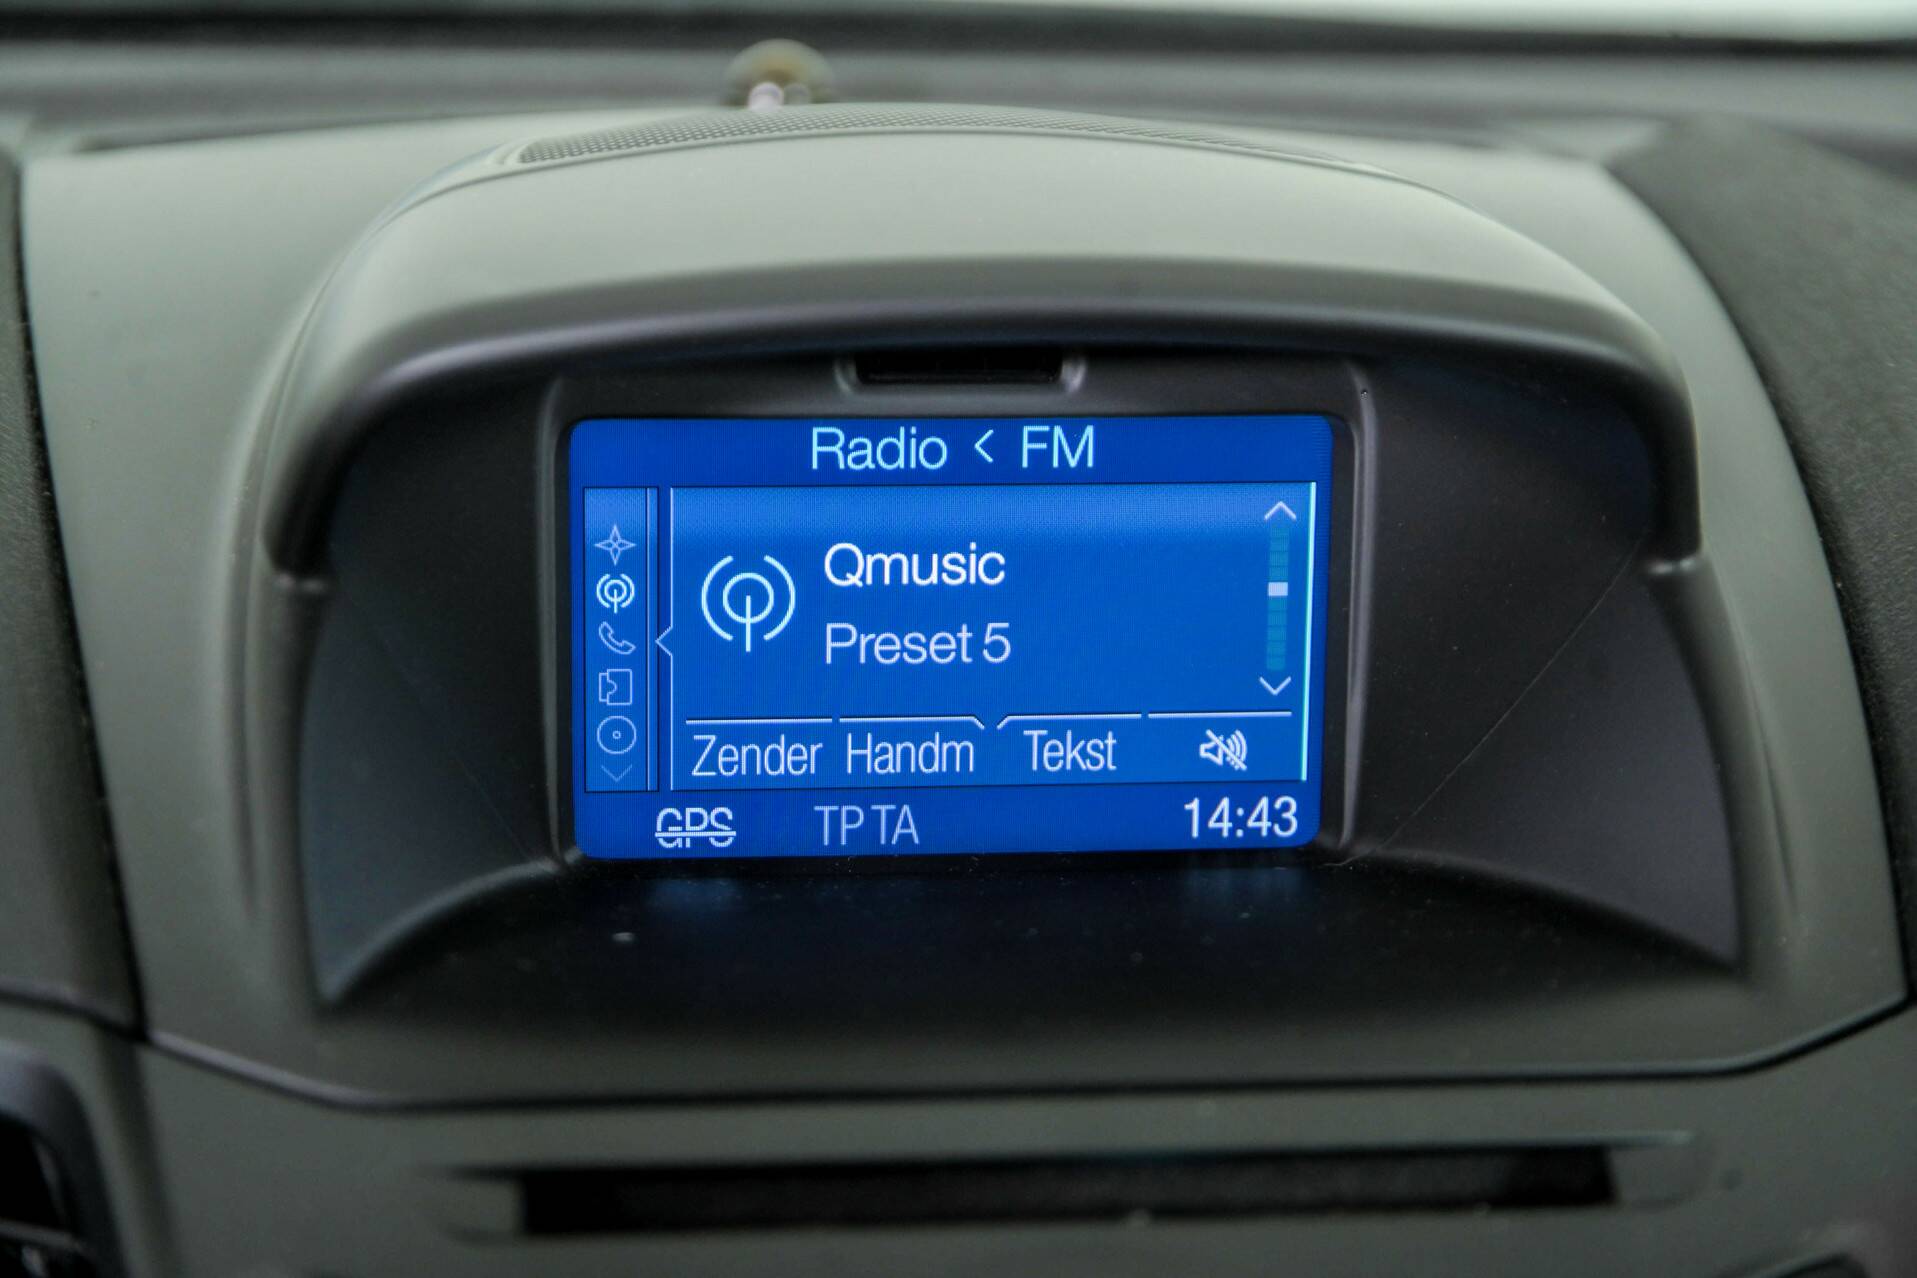 Radio < FM
Qmusic
Preset 5
Zender Handm Tekst
GPS TP TA 14:43